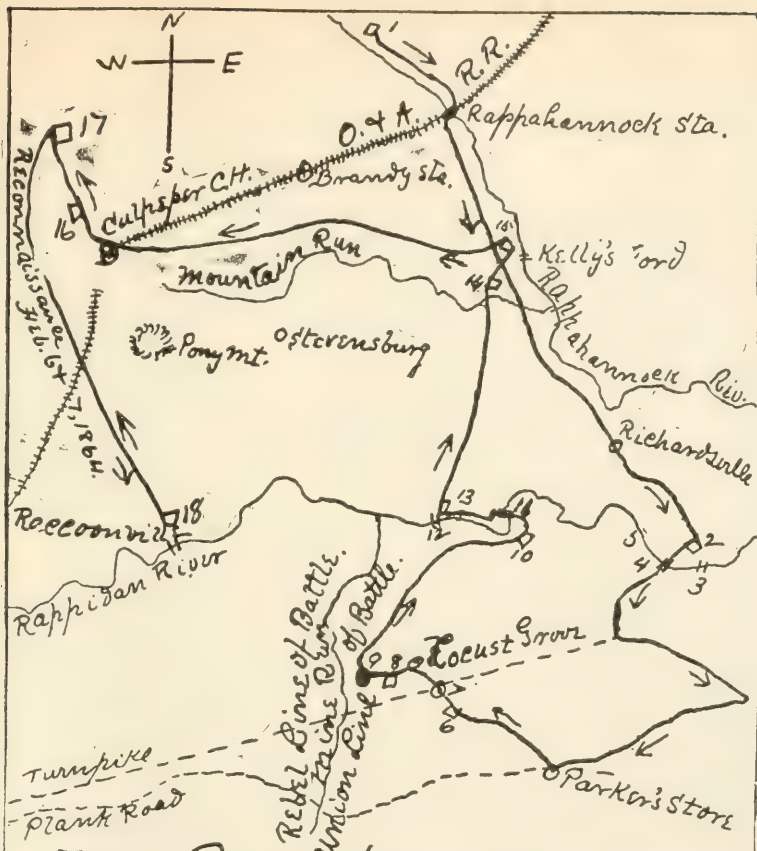 N
W E
S
1
R.R.
O. & A.
Rappahannock Sta.
17
16
Culpeper C.H.
Brandy Sta.
15
Kelly's ord
14
Mountain Run
Rappahannock Riv.
Reconnaissance
Feb. 6 & 7, 1864.
Pony Mt.
Stevensburg
Richardsville
13
12
11
10
18
Roccoonvill
Rappidan River
5
2
4
3
Rebel Line of Battle.
Union Line of Battle.
9
8
Locust Grove
6
Turnpike
Plank Road
Parker's Store